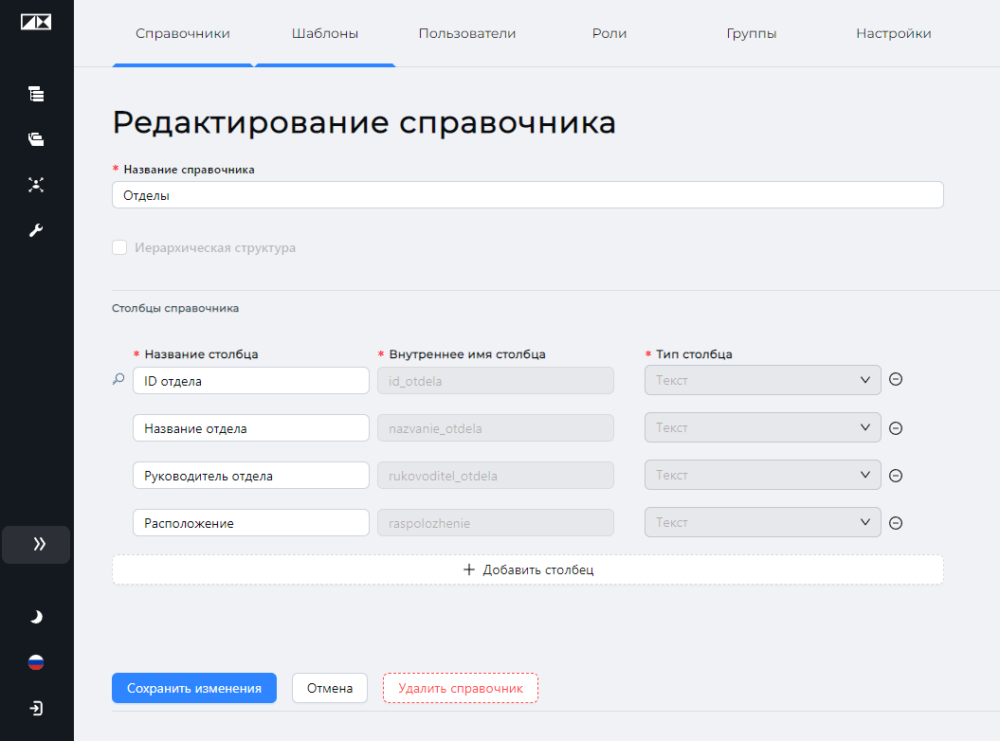 Справочники Шаблоны Пользователи Роли Группы Настройки
Редактирование справочника
* Название справочника
Отделы
Иерархическая структура
Столбцы справочника
* Название столбца * Внутреннее имя столбца * Тип столбца
ID отдела id_otdela Текст
Название отдела nazvanie_otdela Текст
Руководитель отдела rukovoditel_otdela Текст
Расположение raspolozhenie Текст
+ Добавить столбец
Сохранить изменения Отмена Удалить справочник